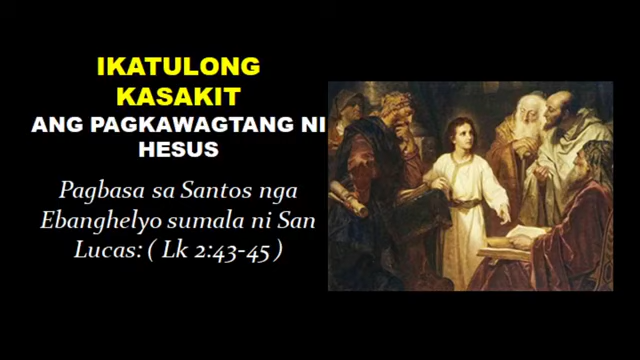 IKATULONG
KASAKIT
ANG PAGKAWAGTANG NI
HESUS
Pagbasa sa Santos nga
Ebanghelyo sumala ni San
Lucas: ( Lk 2:43-45 )